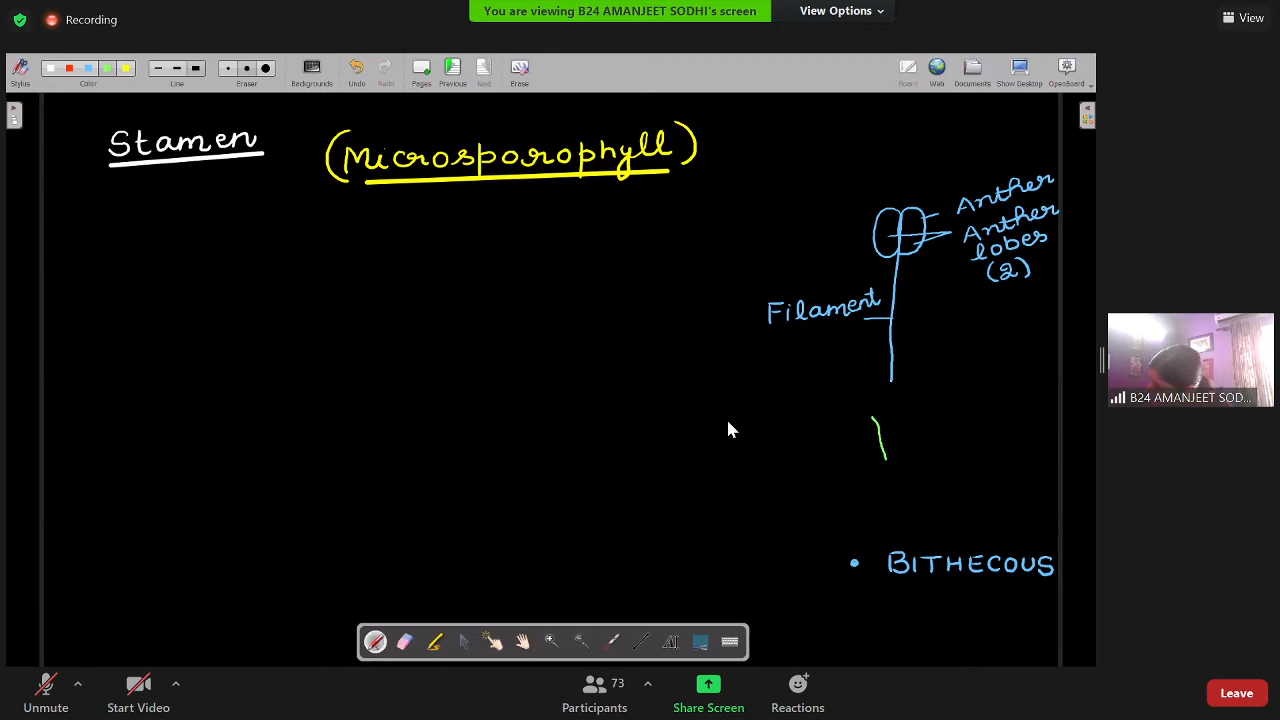 You are viewing B24 AMANJEET SODHI's screen
View Options
Recording
View
Stylus
Color
Line
Eraser
Backgrounds
Undo
Redo
Pages
Previous
Next
Erase
Board
Web
Documents
Show Desktop
OpenBoard
Stamen
(Microsporophyll)
Anther
Anther
lobes
(2)
Filament
B24 AMANJEET SOD...
• BITHECOUS
Unmute
Start Video
73
Participants
Share Screen
Reactions
Leave